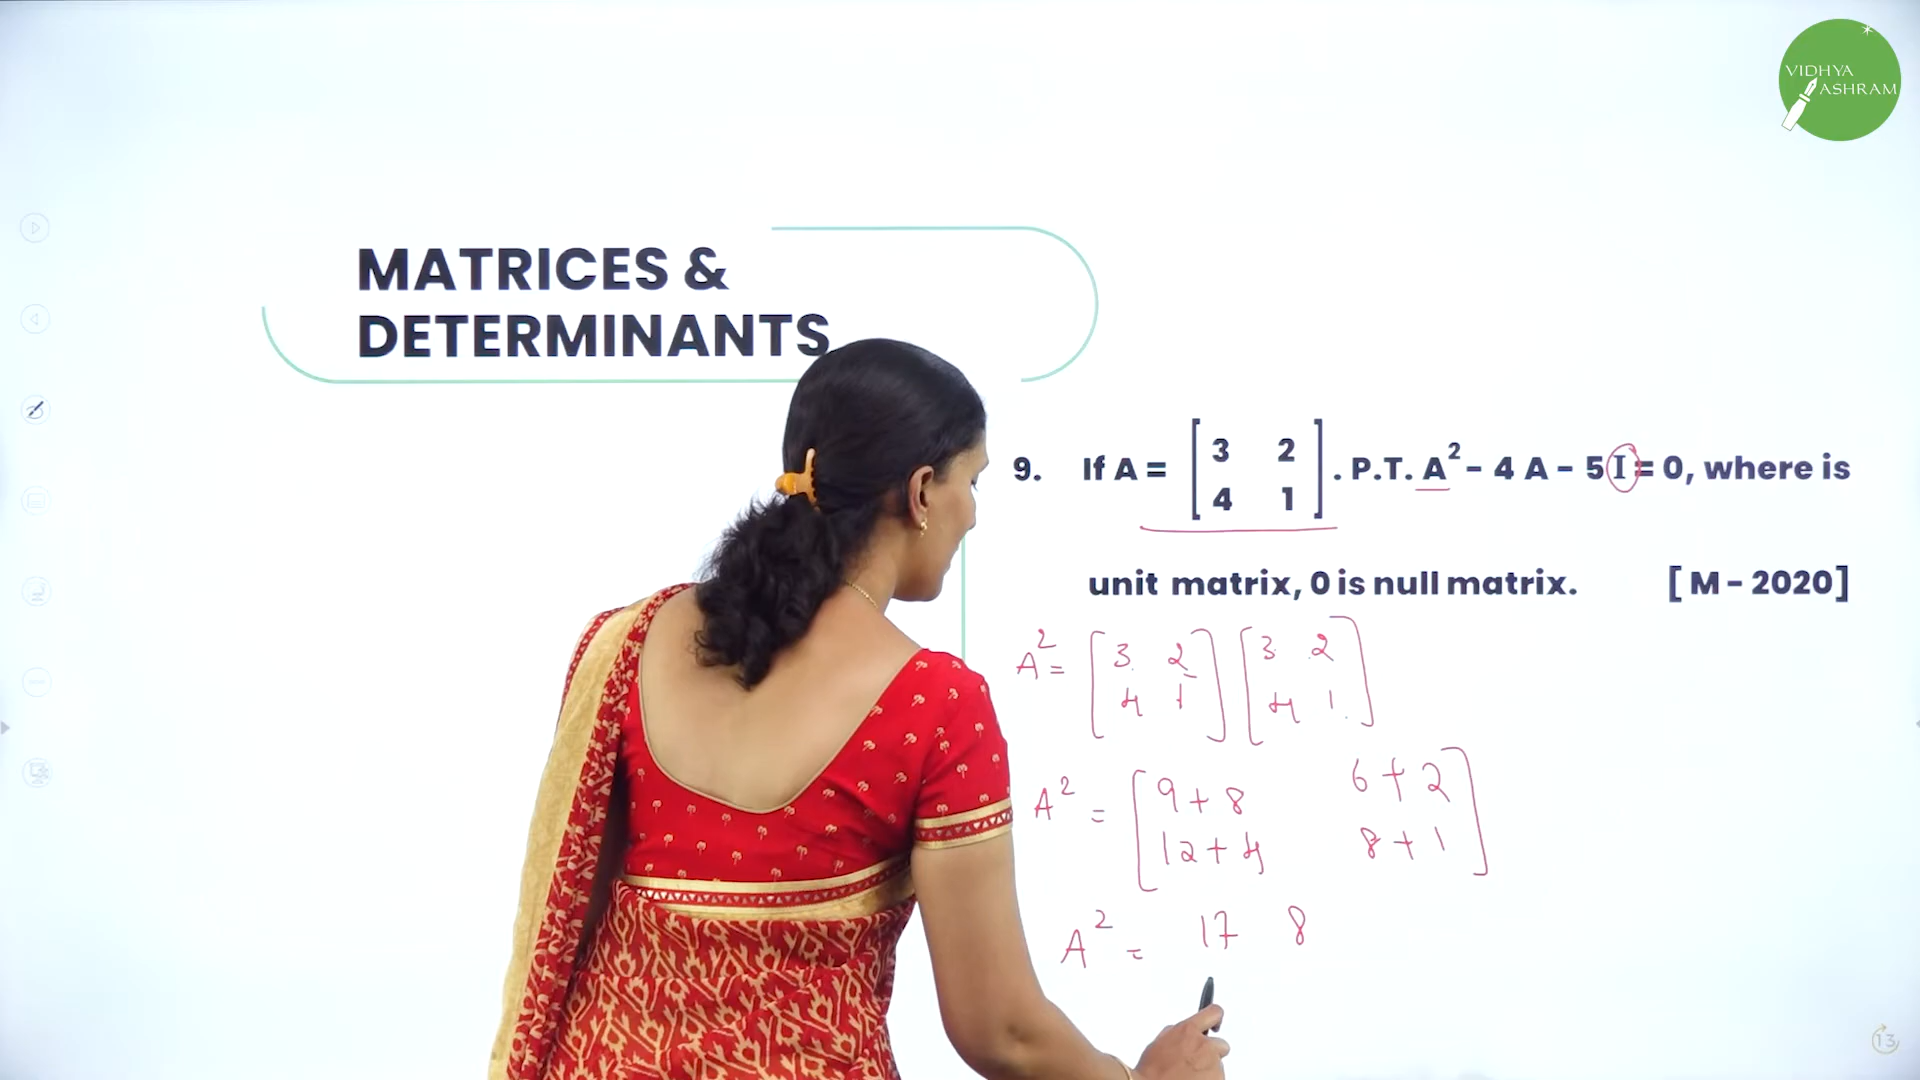 VIDHYA
ASHRAM
MATRICES &
DETERMINANTS
9. If A = [ 3 2
4 1 ] . P.T. A² - 4 A - 5 I = 0, where is
unit matrix, 0 is null matrix. [ M - 2020 ]
A² = [ 3 2 ] [ 3 2 ]
[ 4 1 ] [ 4 1 ]
A² = [ 9 + 8 6 + 2 ]
[ 12 + 4 8 + 1 ]
A² = 17 8
13